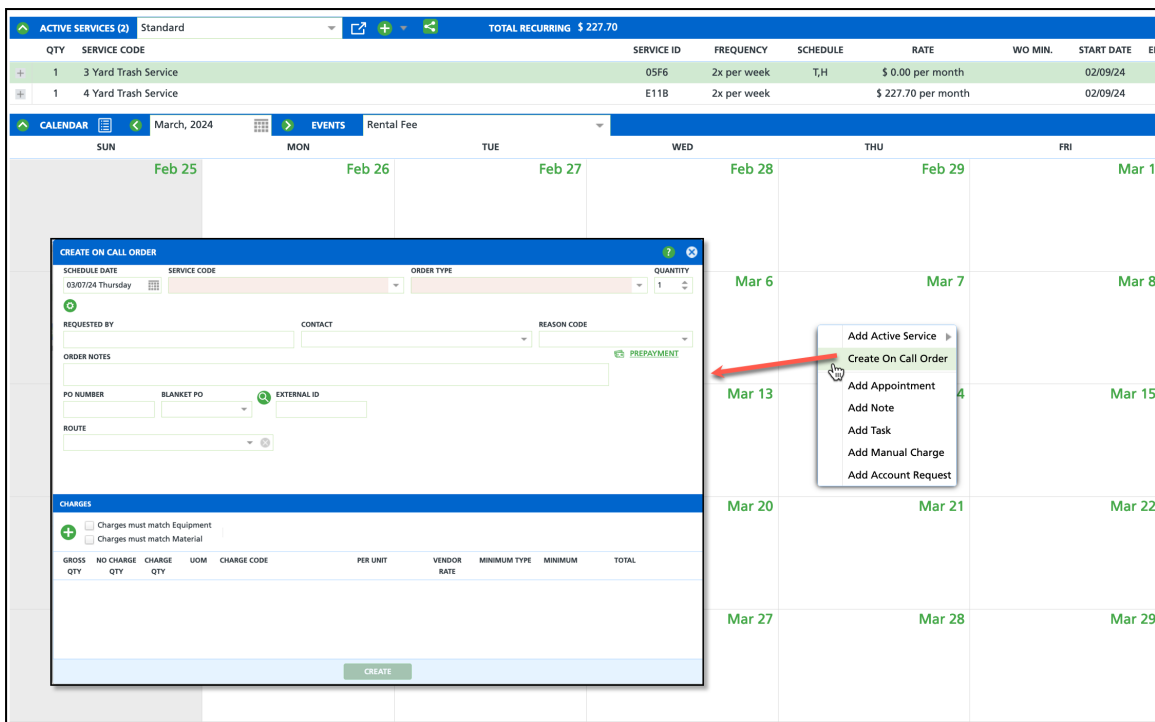 ACTIVE SERVICES (2) Standard TOTAL RECURRING $ 227.70
QTY SERVICE CODE SERVICE ID FREQUENCY SCHEDULE RATE WO MIN. START DATE
1 3 Yard Trash Service 05F6 2x per week T,H $ 0.00 per month 02/09/24
1 4 Yard Trash Service E11B 2x per week $ 227.70 per month 02/09/24
CALENDAR March, 2024 EVENTS Rental Fee
SUN MON TUE WED THU FRI
Feb 25 Feb 26 Feb 27 Feb 28 Feb 29 Mar 1
CREATE ON CALL ORDER
SCHEDULE DATE SERVICE CODE ORDER TYPE QUANTITY
03/07/24 Thursday 1
REQUESTED BY CONTACT REASON CODE
ORDER NOTES PREPAYMENT
PO NUMBER BLANKET PO EXTERNAL ID
ROUTE
CHARGES
Charges must match Equipment
Charges must match Material
GROSS QTY NO CHARGE QTY CHARGE QTY UOM CHARGE CODE PER UNIT VENDOR RATE MINIMUM TYPE MINIMUM TOTAL
CREATE
Mar 6 Mar 7 Mar 8
Add Active Service
Create On Call Order
Add Appointment
Add Note
Add Task
Add Manual Charge
Add Account Request
Mar 13 4 Mar 15
Mar 20 Mar 21 Mar 22
Mar 27 Mar 28 Mar 29